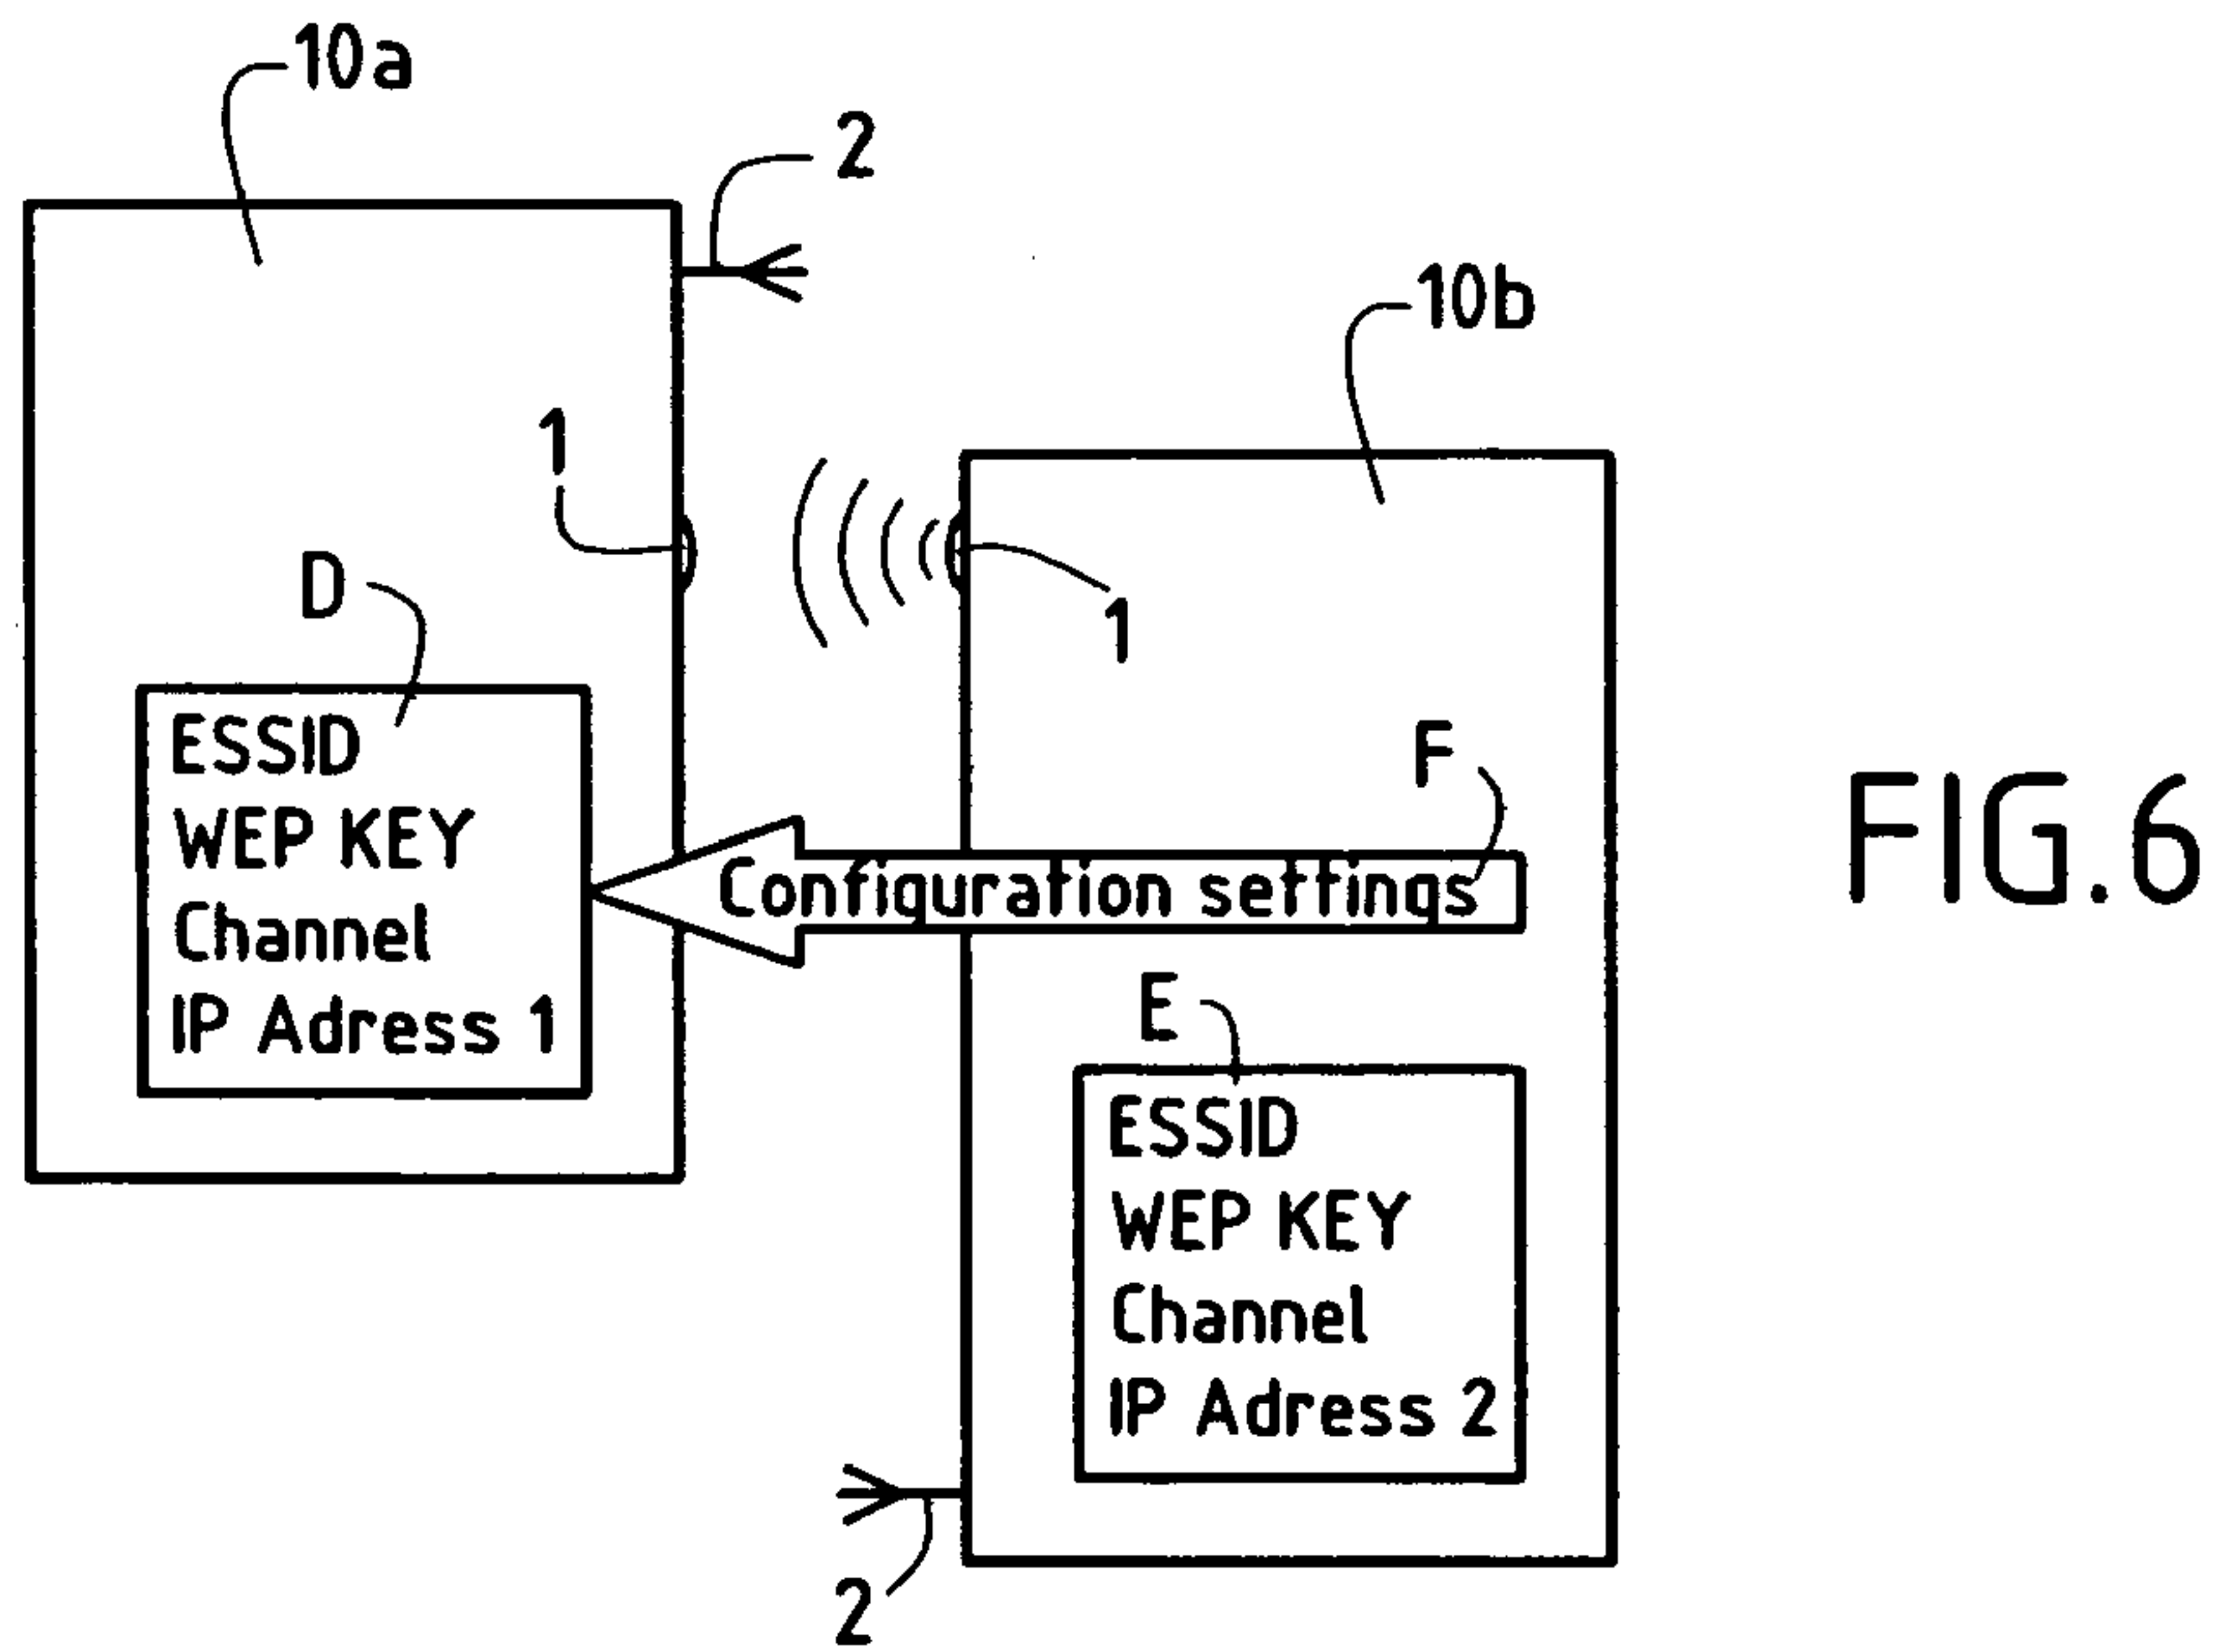 10a
2
10b
1
1
D
ESSID
WEP KEY
Channel
IP Adress 1
F
Configuration settings
E
ESSID
WEP KEY
Channel
IP Adress 2
2
FIG.6